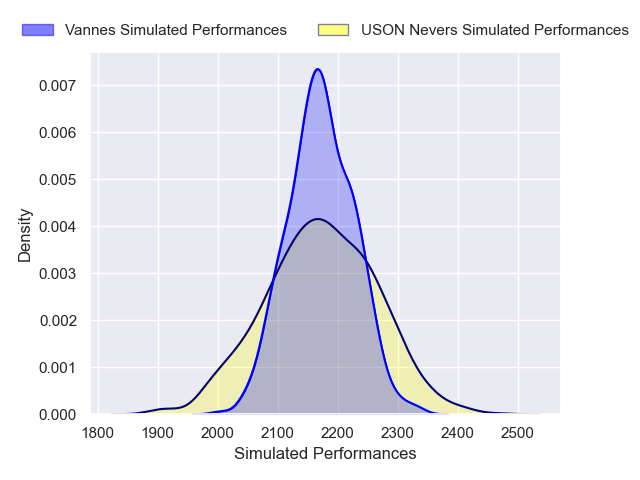 Vannes Simulated Performances USON Nevers Simulated Performances
0.007
0.006
0.005
0.004
0.003
0.002
0.001
0.000
Density
1800 1900 2000 2100 2200 2300 2400 2500
Simulated Performances